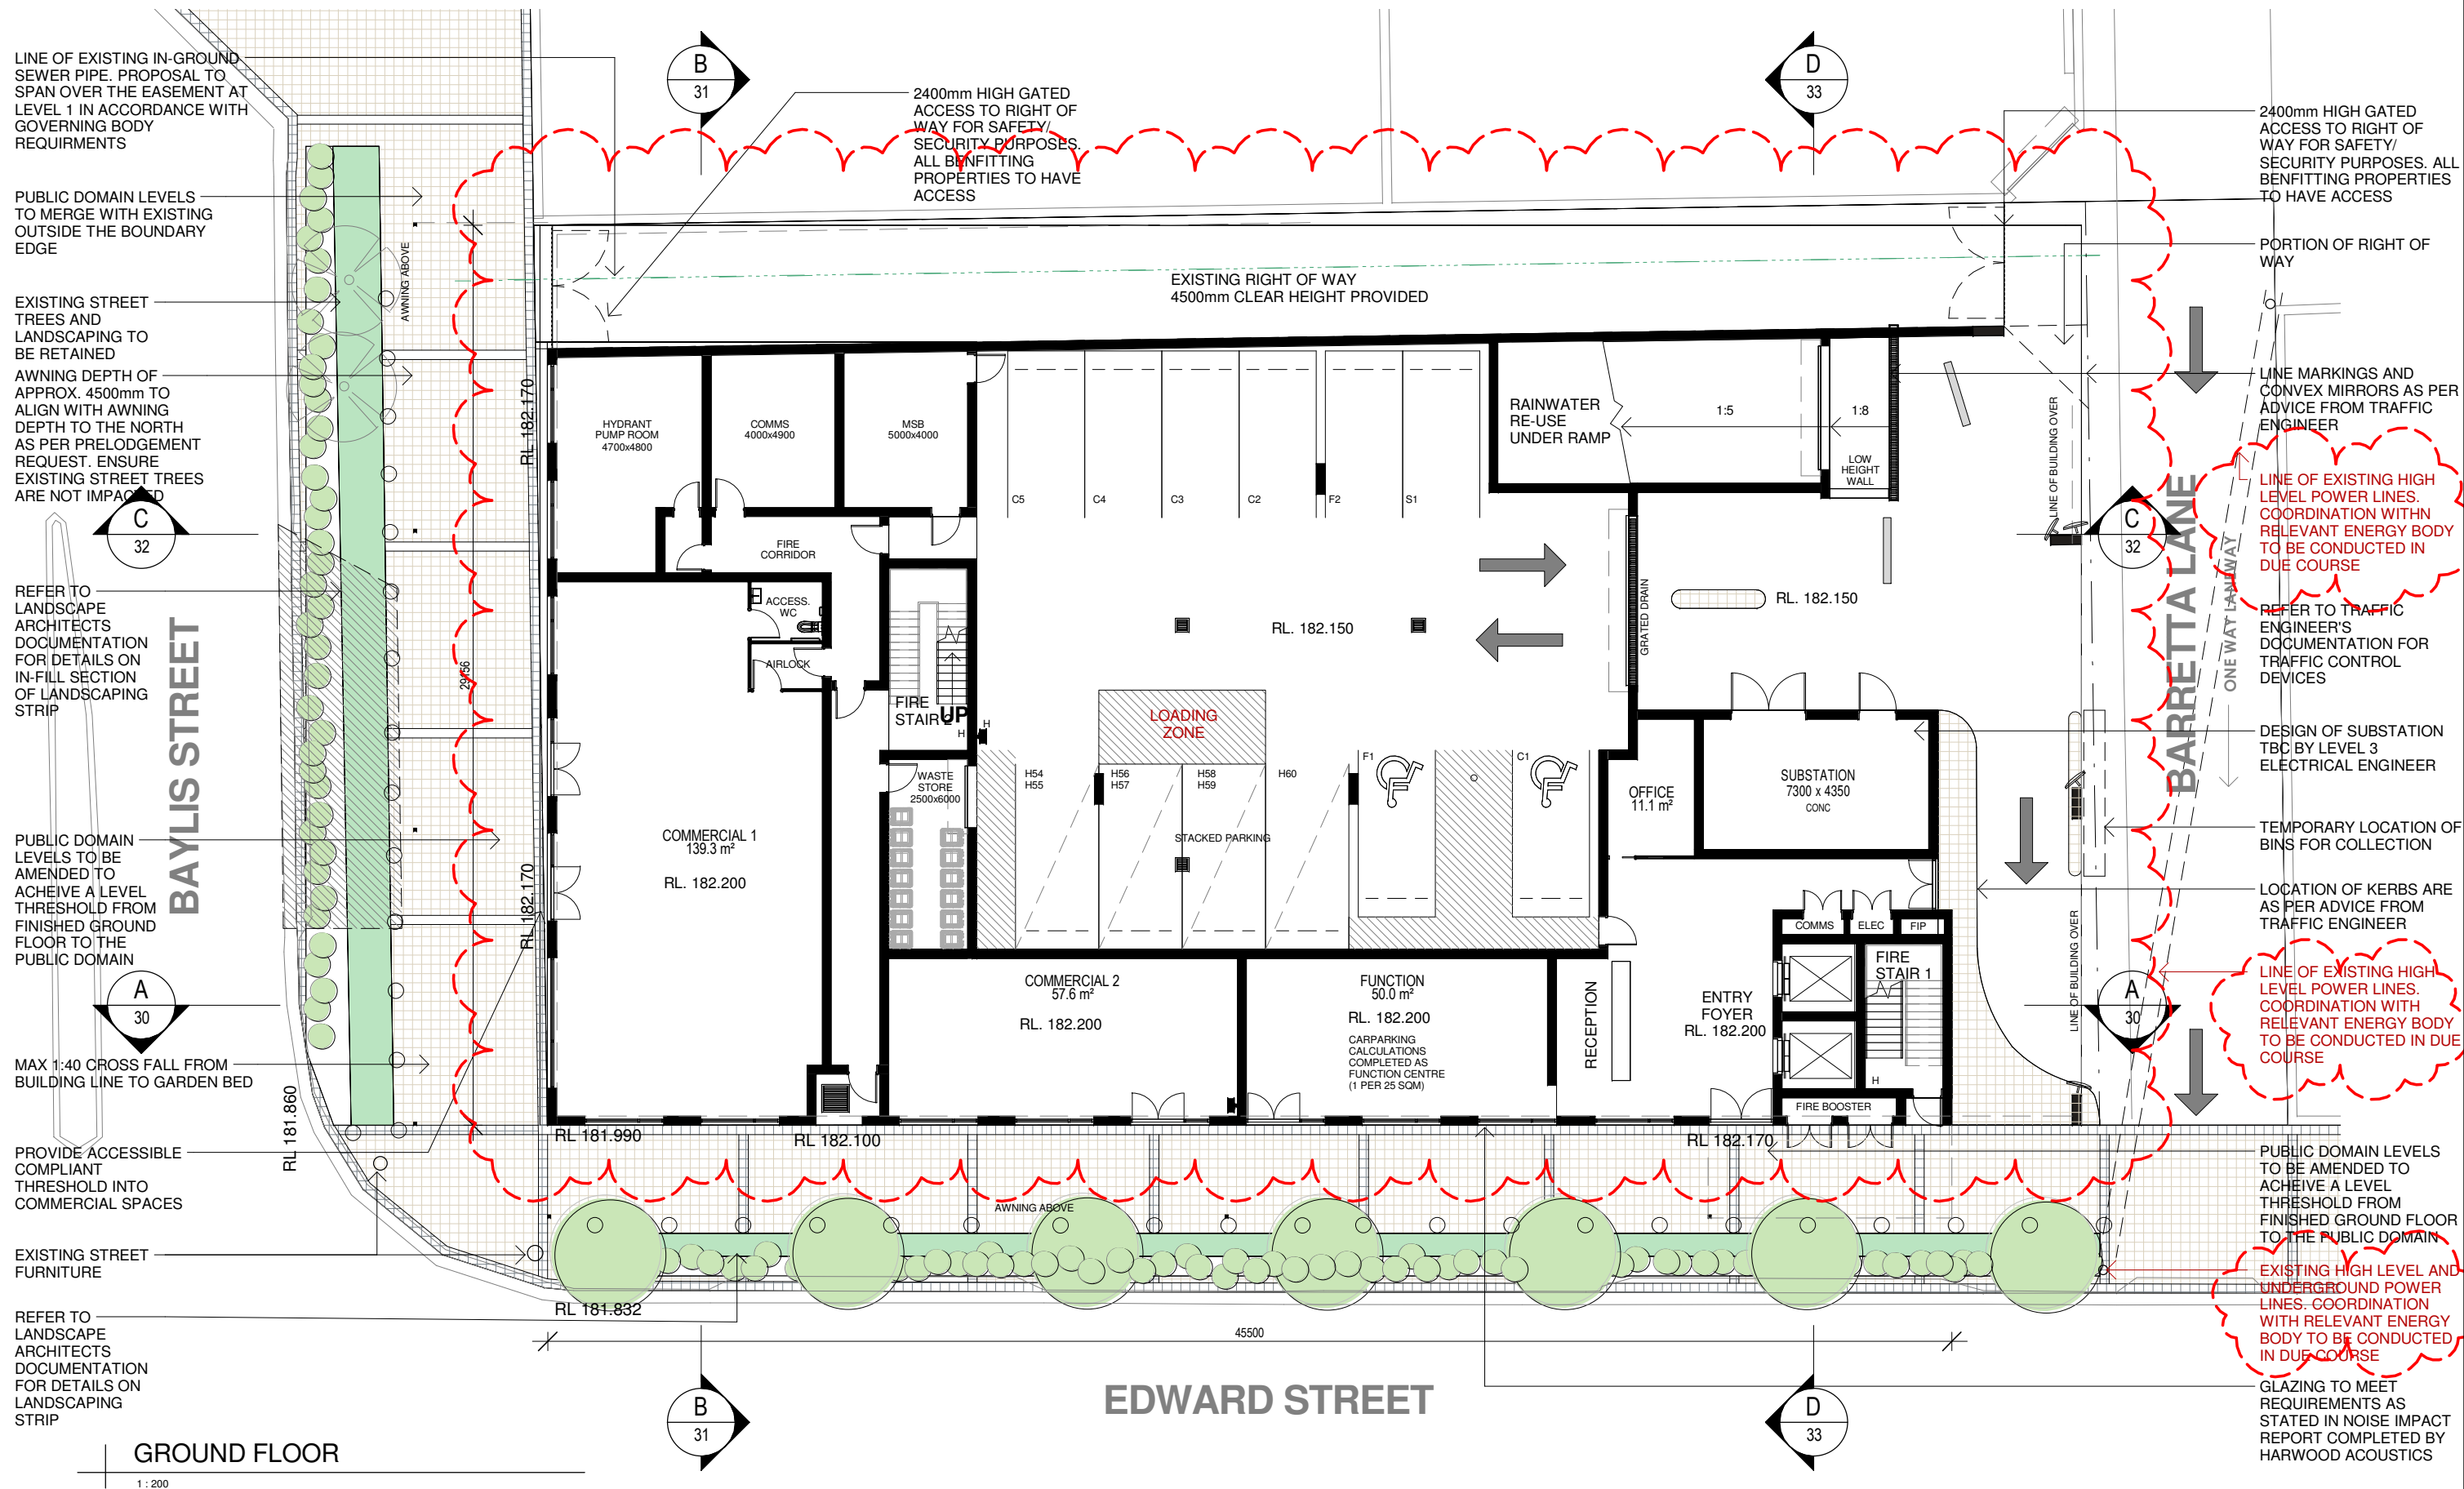 LINE OF EXISTING IN-GROUND
SEWER PIPE. PROPOSAL TO
SPAN OVER THE EASEMENT AT
LEVEL 1 IN ACCORDANCE WITH
GOVERNING BODY
REQUIRMENTS
PUBLIC DOMAIN LEVELS
TO MERGE WITH EXISTING
OUTSIDE THE BOUNDARY
EDGE
EXISTING STREET
TREES AND
LANDSCAPING TO
BE RETAINED
AWNING DEPTH OF
APPROX. 4500mm TO
ALIGN WITH AWNING
DEPTH TO THE NORTH
AS PER PRELODGEMENT
REQUEST. ENSURE
EXISTING STREET TREES
ARE NOT IMPACTED
C
32
REFER TO
LANDSCAPE
ARCHITECTS
DOCUMENTATION
FOR DETAILS ON
IN-FILL SECTION
OF LANDSCAPING
STRIP
BAYLIS STREET
PUBLIC DOMAIN
LEVELS TO BE
AMENDED TO
ACHEIVE A LEVEL
THRESHOLD FROM
FINISHED GROUND
FLOOR TO THE
PUBLIC DOMAIN
A
30
MAX 1:40 CROSS FALL FROM
BUILDING LINE TO GARDEN BED
RL 181.860
PROVIDE ACCESSIBLE
COMPLIANT
THRESHOLD INTO
COMMERCIAL SPACES
EXISTING STREET
FURNITURE
REFER TO
LANDSCAPE
ARCHITECTS
DOCUMENTATION
FOR DETAILS ON
LANDSCAPING
STRIP
GROUND FLOOR
1 : 200
B
31
2400mm HIGH GATED
ACCESS TO RIGHT OF
WAY FOR SAFETY/
SECURITY PURPOSES.
ALL BENFITTING
PROPERTIES TO HAVE
ACCESS
D
33
AWNING ABOVE
EXISTING RIGHT OF WAY
4500mm CLEAR HEIGHT PROVIDED
RL 182.170
HYDRANT
PUMP ROOM
4700x4800
COMMS
4000x4900
MSB
5000x4000
C5
C4
C3
C2
F2
S1
RAINWATER
RE-USE
UNDER RAMP
1:5
1:8
LOW
HEIGHT
WALL
FIRE
CORRIDOR
ACCESS.
WC
AIRLOCK
29156
FIRE
STAIR 2
UP
H
H
RL. 182.150
GRATED DRAIN
RL. 182.150
LOADING
ZONE
WASTE
STORE
2500x6000
H54
H55
H56
H57
H58
H59
H60
F1
C1
STACKED PARKING
OFFICE
11.1 m²
SUBSTATION
7300 x 4350
CONC
COMMERCIAL 1
139.3 m²
RL. 182.200
RL 182.170
COMMS
ELEC
FIP
COMMERCIAL 2
57.6 m²
RL. 182.200
FUNCTION
50.0 m²
RL. 182.200
CARPARKING
CALCULATIONS
COMPLETED AS
FUNCTION CENTRE
(1 PER 25 SQM)
RECEPTION
ENTRY
FOYER
RL. 182.200
FIRE
STAIR 1
H
FIRE BOOSTER
RL 181.990
RL 182.100
RL 182.170
AWNING ABOVE
RL 181.832
45500
EDWARD STREET
B
31
D
33
LINE OF BUILDING OVER
LINE OF BUILDING OVER
BARRETTA LANE
ONE WAY LANEWAY
2400mm HIGH GATED
ACCESS TO RIGHT OF
WAY FOR SAFETY/
SECURITY PURPOSES. ALL
BENFITTING PROPERTIES
TO HAVE ACCESS
PORTION OF RIGHT OF
WAY
LINE MARKINGS AND
CONVEX MIRRORS AS PER
ADVICE FROM TRAFFIC
ENGINEER
LINE OF EXISTING HIGH
LEVEL POWER LINES.
COORDINATION WITHN
RELEVANT ENERGY BODY
TO BE CONDUCTED IN
DUE COURSE
C
32
REFER TO TRAFFIC
ENGINEER'S
DOCUMENTATION FOR
TRAFFIC CONTROL
DEVICES
DESIGN OF SUBSTATION
TBC BY LEVEL 3
ELECTRICAL ENGINEER
TEMPORARY LOCATION OF
BINS FOR COLLECTION
LOCATION OF KERBS ARE
AS PER ADVICE FROM
TRAFFIC ENGINEER
LINE OF EXISTING HIGH
LEVEL POWER LINES.
COORDINATION WITH
RELEVANT ENERGY BODY
TO BE CONDUCTED IN DUE
COURSE
A
30
PUBLIC DOMAIN LEVELS
TO BE AMENDED TO
ACHEIVE A LEVEL
THRESHOLD FROM
FINISHED GROUND FLOOR
TO THE PUBLIC DOMAIN
EXISTING HIGH LEVEL AND
UNDERGROUND POWER
LINES. COORDINATION
WITH RELEVANT ENERGY
BODY TO BE CONDUCTED
IN DUE COURSE
GLAZING TO MEET
REQUIREMENTS AS
STATED IN NOISE IMPACT
REPORT COMPLETED BY
HARWOOD ACOUSTICS